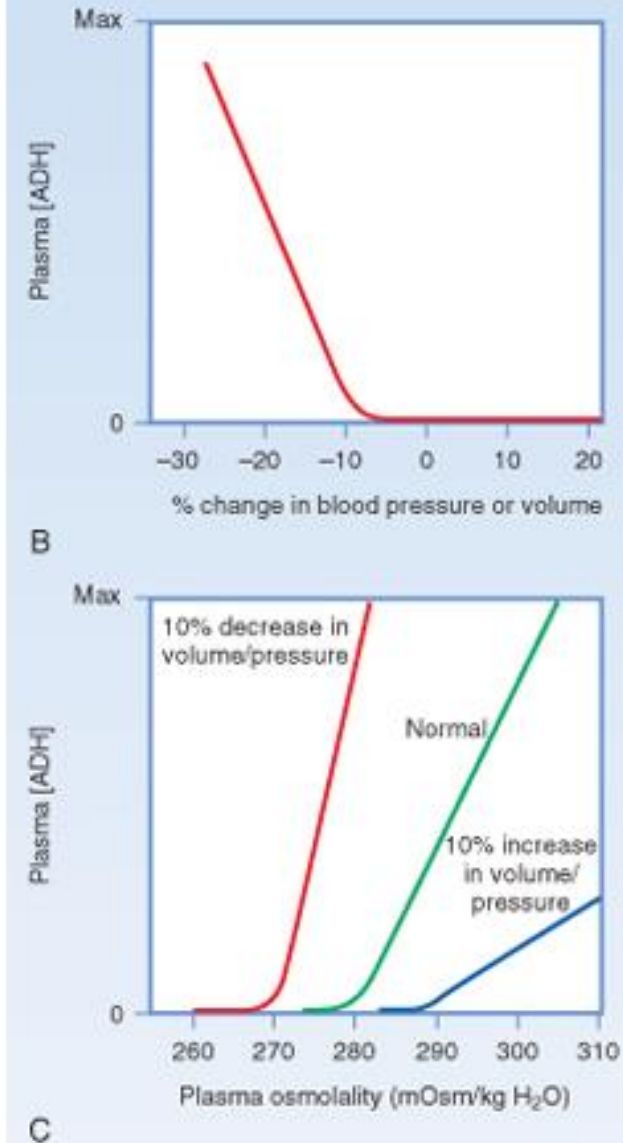 Max
Plasma [ADH]
0
–30 –20 –10 0 10 20
% change in blood pressure or volume
B
Max
10% decrease in
volume/pressure
Normal
10% increase
in volume/
pressure
Plasma [ADH]
0
260 270 280 290 300 310
Plasma osmolality (mOsm/kg H₂O)
C